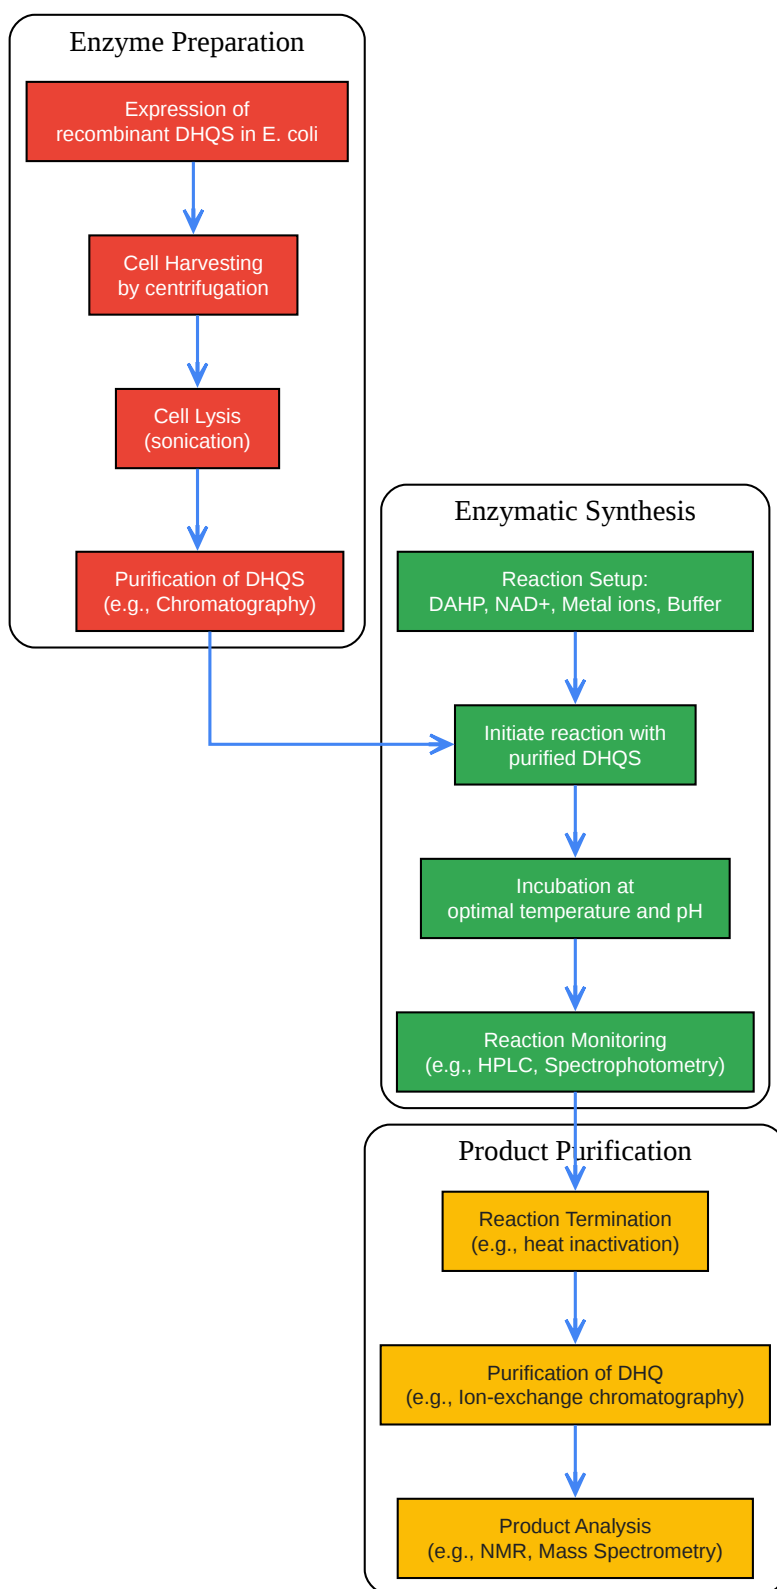 Enzyme Preparation
Expression of
recombinant DHQS in E. coli
Cell Harvesting
by centrifugation
Cell Lysis
(sonication)
Purification of DHQS
(e.g., Chromatography)
Enzymatic Synthesis
Reaction Setup:
DAHP, NAD+, Metal ions, Buffer
Initiate reaction with
purified DHQS
Incubation at
optimal temperature and pH
Reaction Monitoring
(e.g., HPLC, Spectrophotometry)
Product Purification
Reaction Termination
(e.g., heat inactivation)
Purification of DHQ
(e.g., Ion-exchange chromatography)
Product Analysis
(e.g., NMR, Mass Spectrometry)